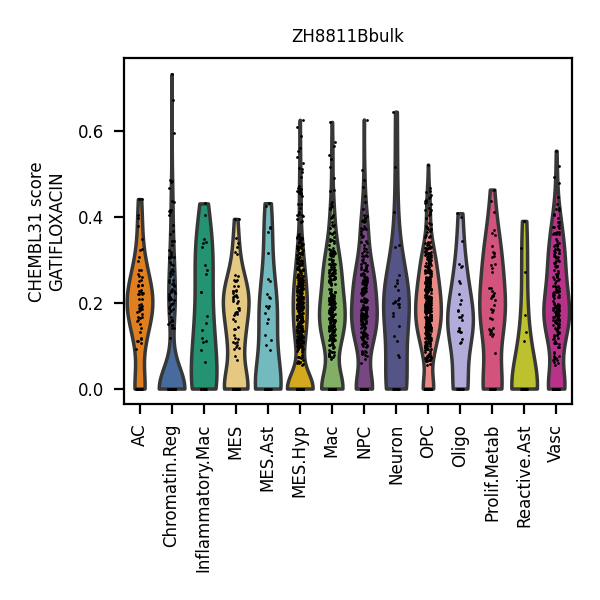 ZH8811Bbulk
CHEMBL31 score
GATIFLOXACIN
0.6
0.4
0.2
0.0
AC
Chromatin.Reg
Inflammatory.Mac
MES
MES.Ast
MES.Hyp
Mac
NPC
Neuron
OPC
Oligo
Prolif.Metab
Reactive.Ast
Vasc